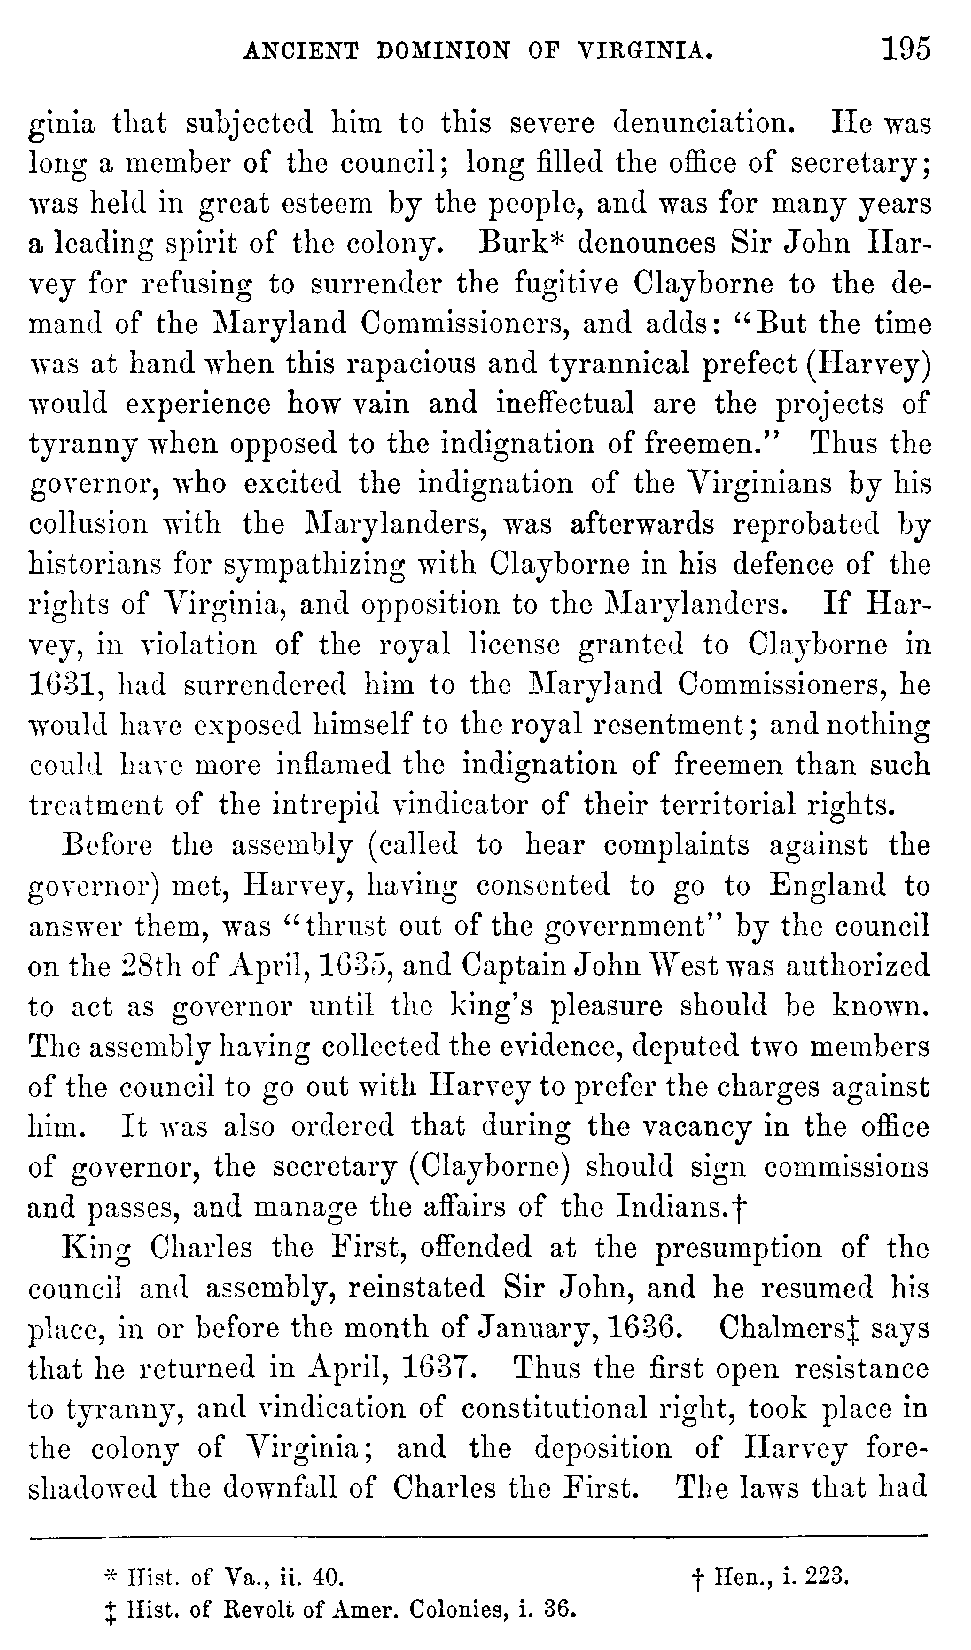 ANCIENT DOMINION OF VIRGINIA. 195
ginia that subjected him to this severe denunciation. He was
long a member of the council; long filled the office of secretary;
was held in great esteem by the people, and was for many years
a leading spirit of the colony. Burk* denounces Sir John Har-
vey for refusing to surrender the fugitive Clayborne to the de-
mand of the Maryland Commissioners, and adds: "But the time
was at hand when this rapacious and tyrannical prefect (Harvey)
would experience how vain and ineffectual are the projects of
tyranny when opposed to the indignation of freemen." Thus the
governor, who excited the indignation of the Virginians by his
collusion with the Marylanders, was afterwards reprobated by
historians for sympathizing with Clayborne in his defence of the
rights of Virginia, and opposition to the Marylanders. If Har-
vey, in violation of the royal license granted to Clayborne in
1631, had surrendered him to the Maryland Commissioners, he
would have exposed himself to the royal resentment; and nothing
could have more inflamed the indignation of freemen than such
treatment of the intrepid vindicator of their territorial rights.
Before the assembly (called to hear complaints against the
governor) met, Harvey, having consented to go to England to
answer them, was "thrust out of the government" by the council
on the 28th of April, 1635, and Captain John West was authorized
to act as governor until the king's pleasure should be known.
The assembly having collected the evidence, deputed two members
of the council to go out with Harvey to prefer the charges against
him. It was also ordered that during the vacancy in the office
of governor, the secretary (Clayborne) should sign commissions
and passes, and manage the affairs of the Indians.†
King Charles the First, offended at the presumption of the
council and assembly, reinstated Sir John, and he resumed his
place, in or before the month of January, 1636. Chalmers‡ says
that he returned in April, 1637. Thus the first open resistance
to tyranny, and vindication of constitutional right, took place in
the colony of Virginia; and the deposition of Harvey fore-
shadowed the downfall of Charles the First. The laws that had
* Hist. of Va., ii. 40. † Hen., i. 223.
‡ Hist. of Revolt of Amer. Colonies, i. 36.